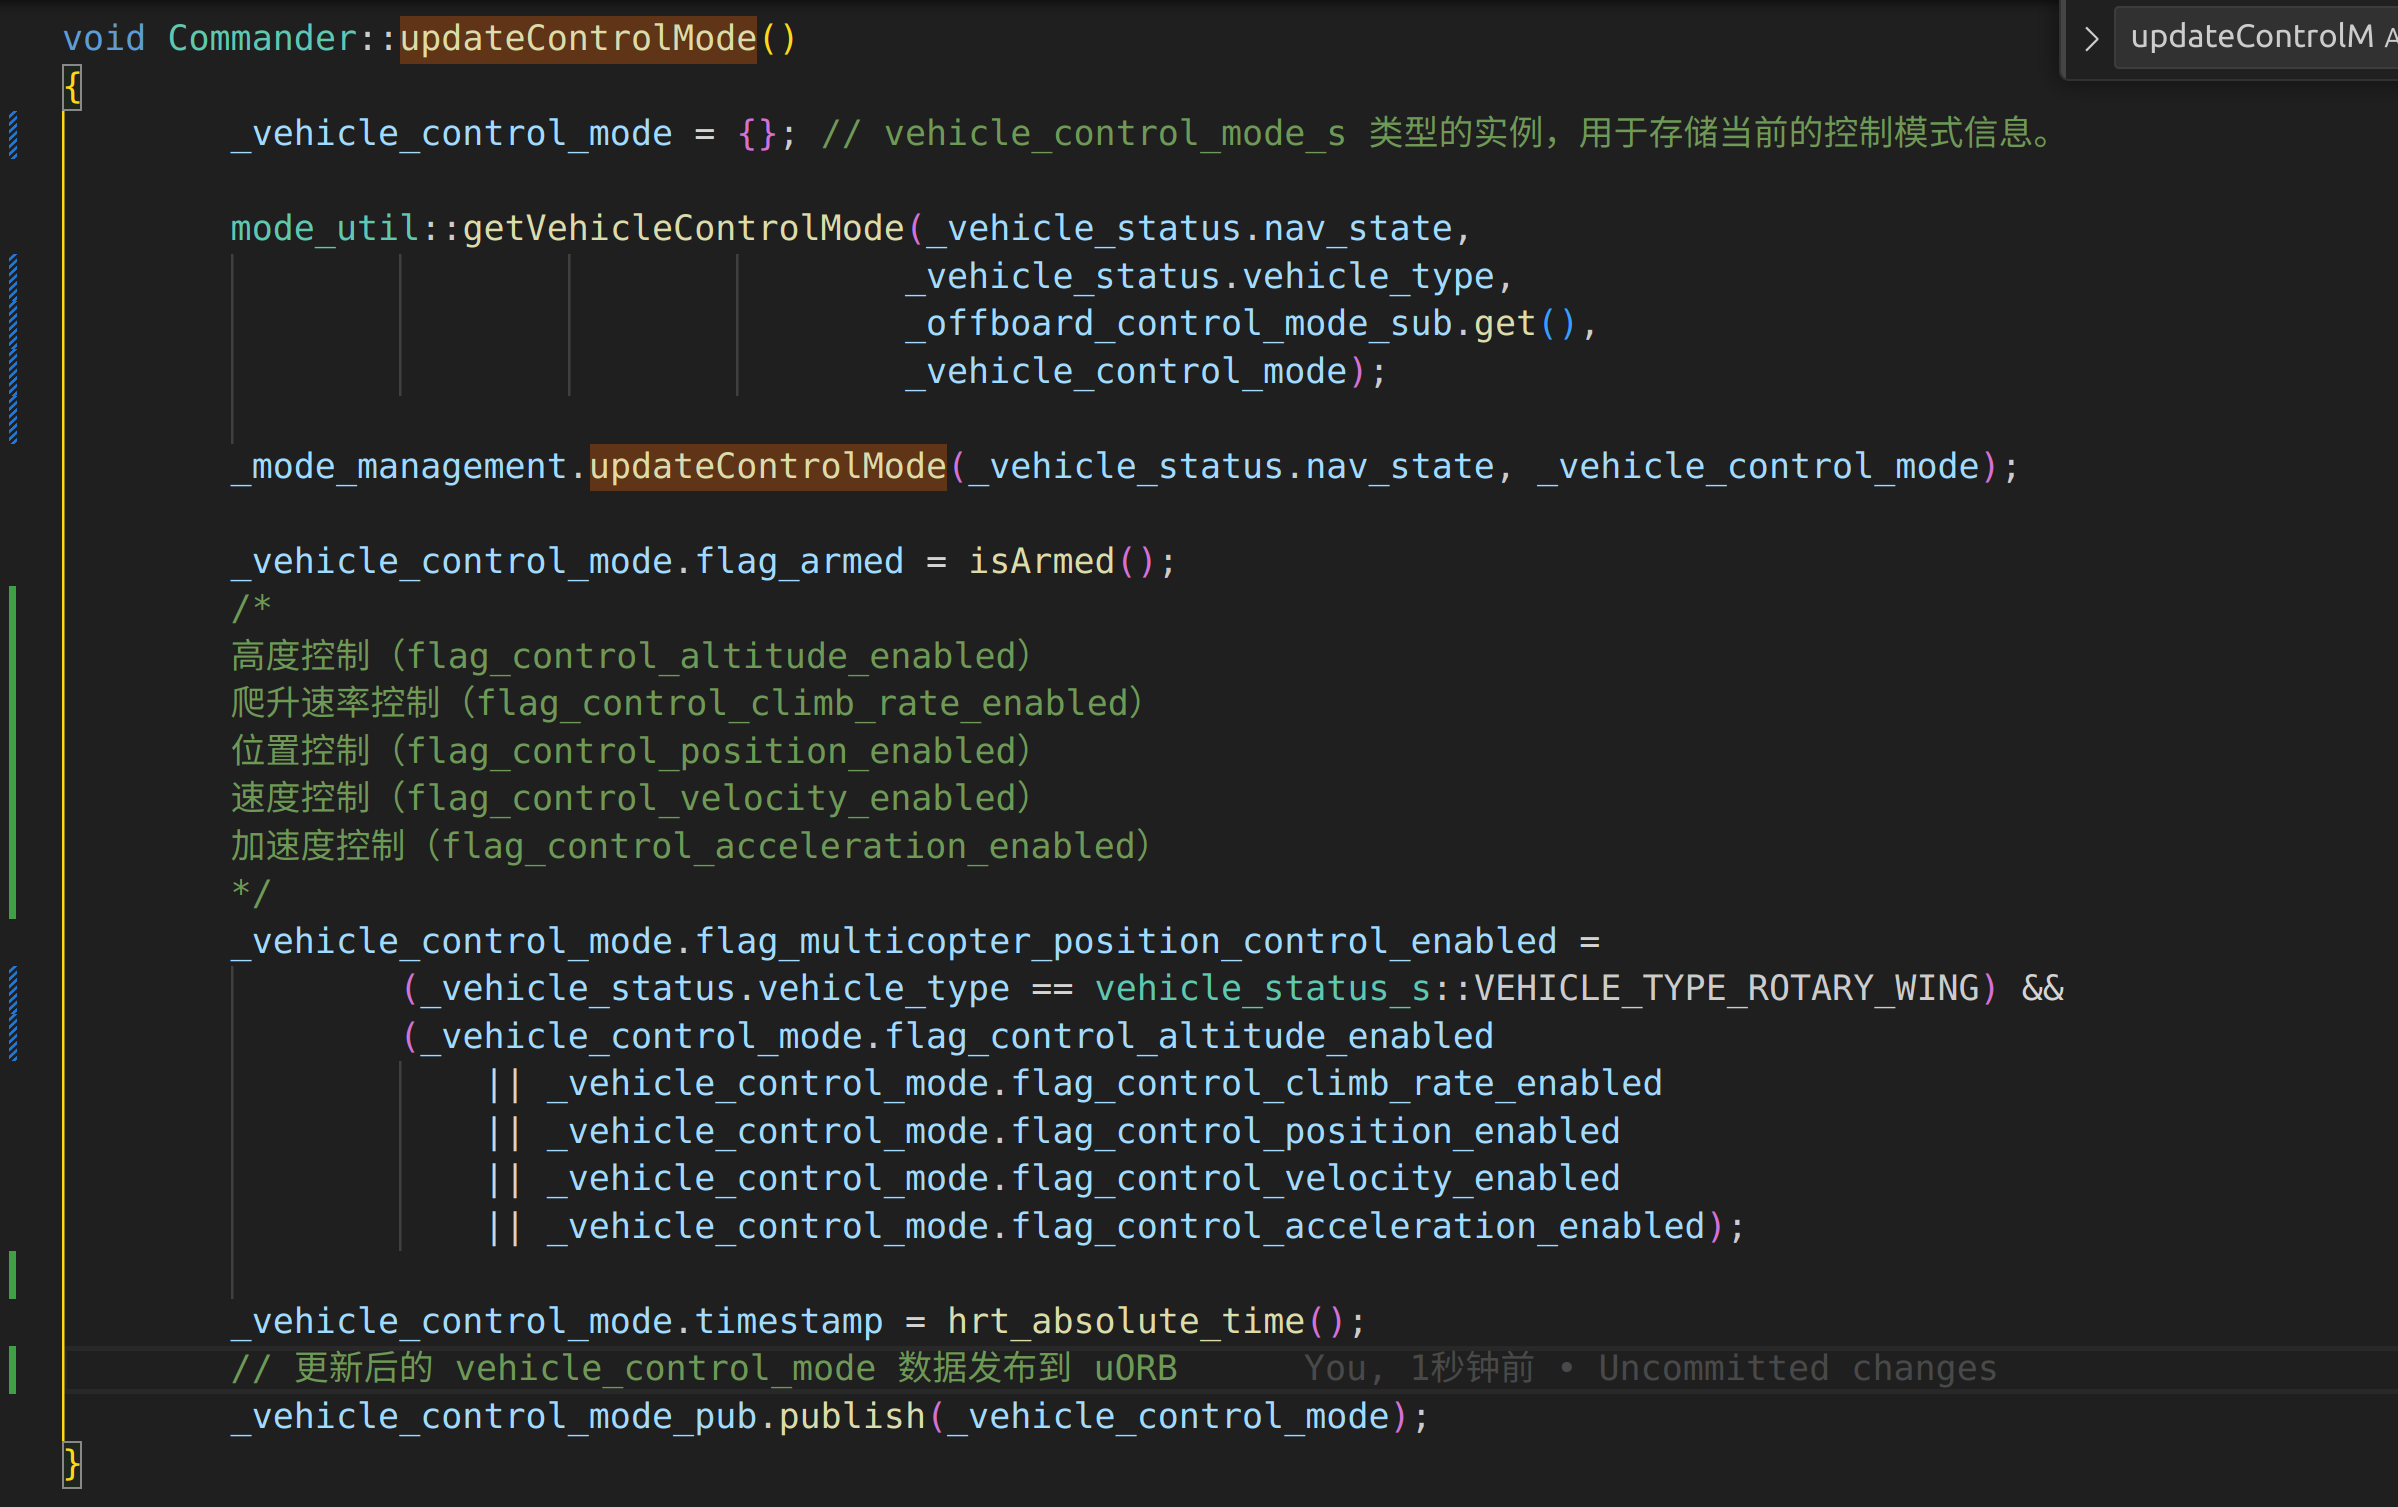 void Commander::updateControlMode()
updateControlM
{
_vehicle_control_mode = {}; // vehicle_control_mode_s 类型的实例，用于存储当前的控制模式信息。
mode_util::getVehicleControlMode(_vehicle_status.nav_state,
_vehicle_status.vehicle_type,
_offboard_control_mode_sub.get(),
_vehicle_control_mode);
_mode_management.updateControlMode(_vehicle_status.nav_state, _vehicle_control_mode);
_vehicle_control_mode.flag_armed = isArmed();
/*
高度控制（flag_control_altitude_enabled）
爬升速率控制（flag_control_climb_rate_enabled）
位置控制（flag_control_position_enabled）
速度控制（flag_control_velocity_enabled）
加速度控制（flag_control_acceleration_enabled）
*/
_vehicle_control_mode.flag_multicopter_position_control_enabled =
(_vehicle_status.vehicle_type == vehicle_status_s::VEHICLE_TYPE_ROTARY_WING) &&
(_vehicle_control_mode.flag_control_altitude_enabled
|| _vehicle_control_mode.flag_control_climb_rate_enabled
|| _vehicle_control_mode.flag_control_position_enabled
|| _vehicle_control_mode.flag_control_velocity_enabled
|| _vehicle_control_mode.flag_control_acceleration_enabled);
_vehicle_control_mode.timestamp = hrt_absolute_time();
// 更新后的 vehicle_control_mode 数据发布到 uORB You, 1秒钟前 • Uncommitted changes
_vehicle_control_mode_pub.publish(_vehicle_control_mode);
}